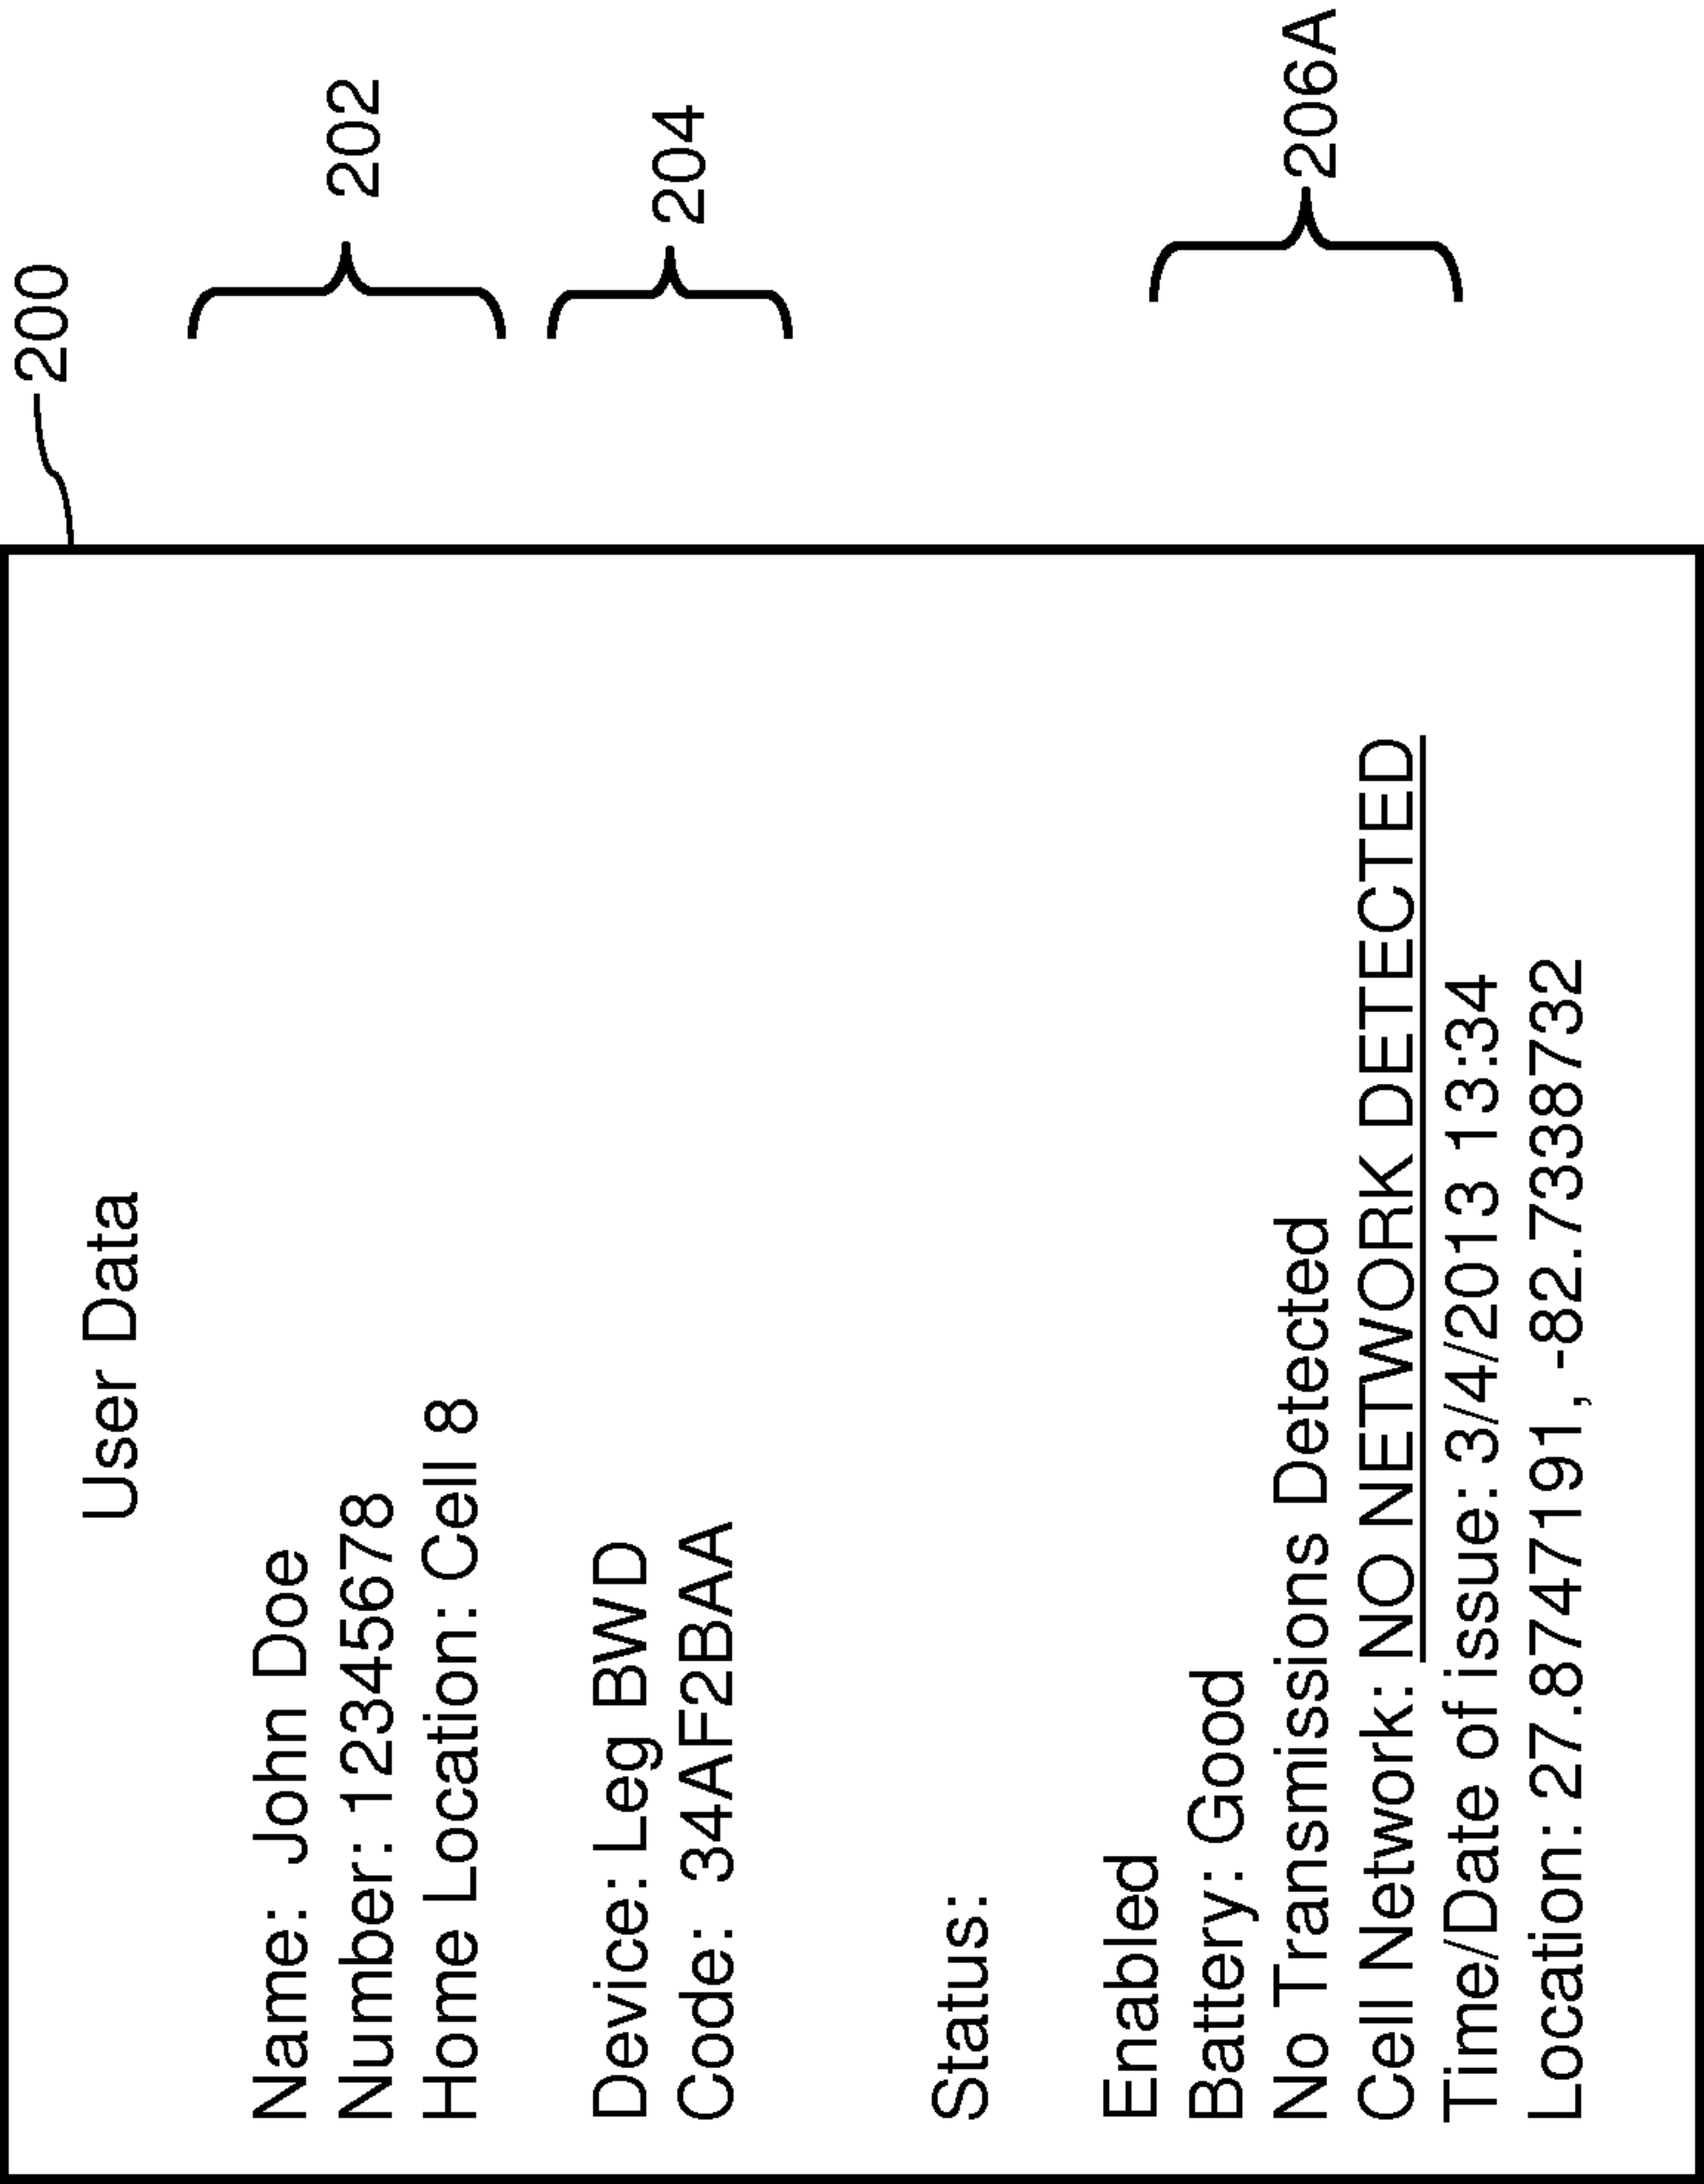 200
User Data
Name: John Doe
Number: 12345678
Home Location: Cell 8
202
Device: Leg BWD
Code: 34AF2BAA
204
Status:
Enabled
Battery: Good
No Transmissions Detected
Cell Network: NO NETWORK DETECTED
Time/Date of issue: 3/4/2013 13:34
Location: 27.8747191, -82.7338732
206A